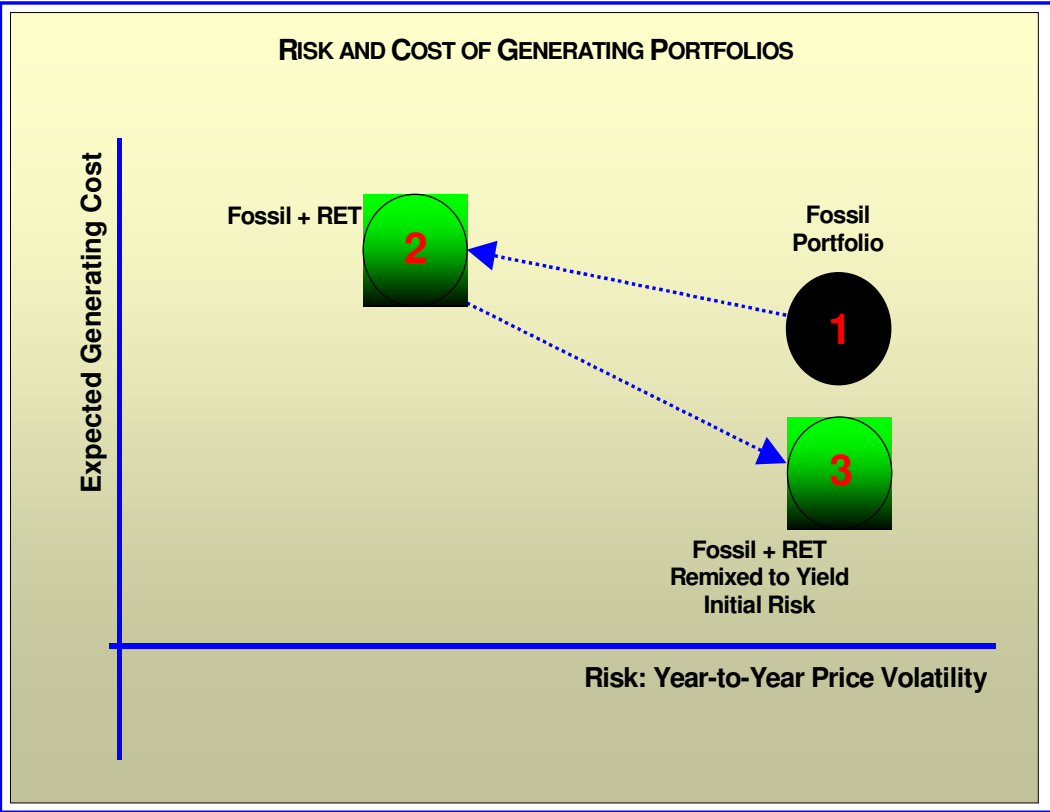 RISK AND COST OF GENERATING PORTFOLIOS
Expected Generating Cost
Fossil + RET
2
Fossil
Portfolio
1
3
Fossil + RET
Remixed to Yield
Initial Risk
Risk: Year-to-Year Price Volatility